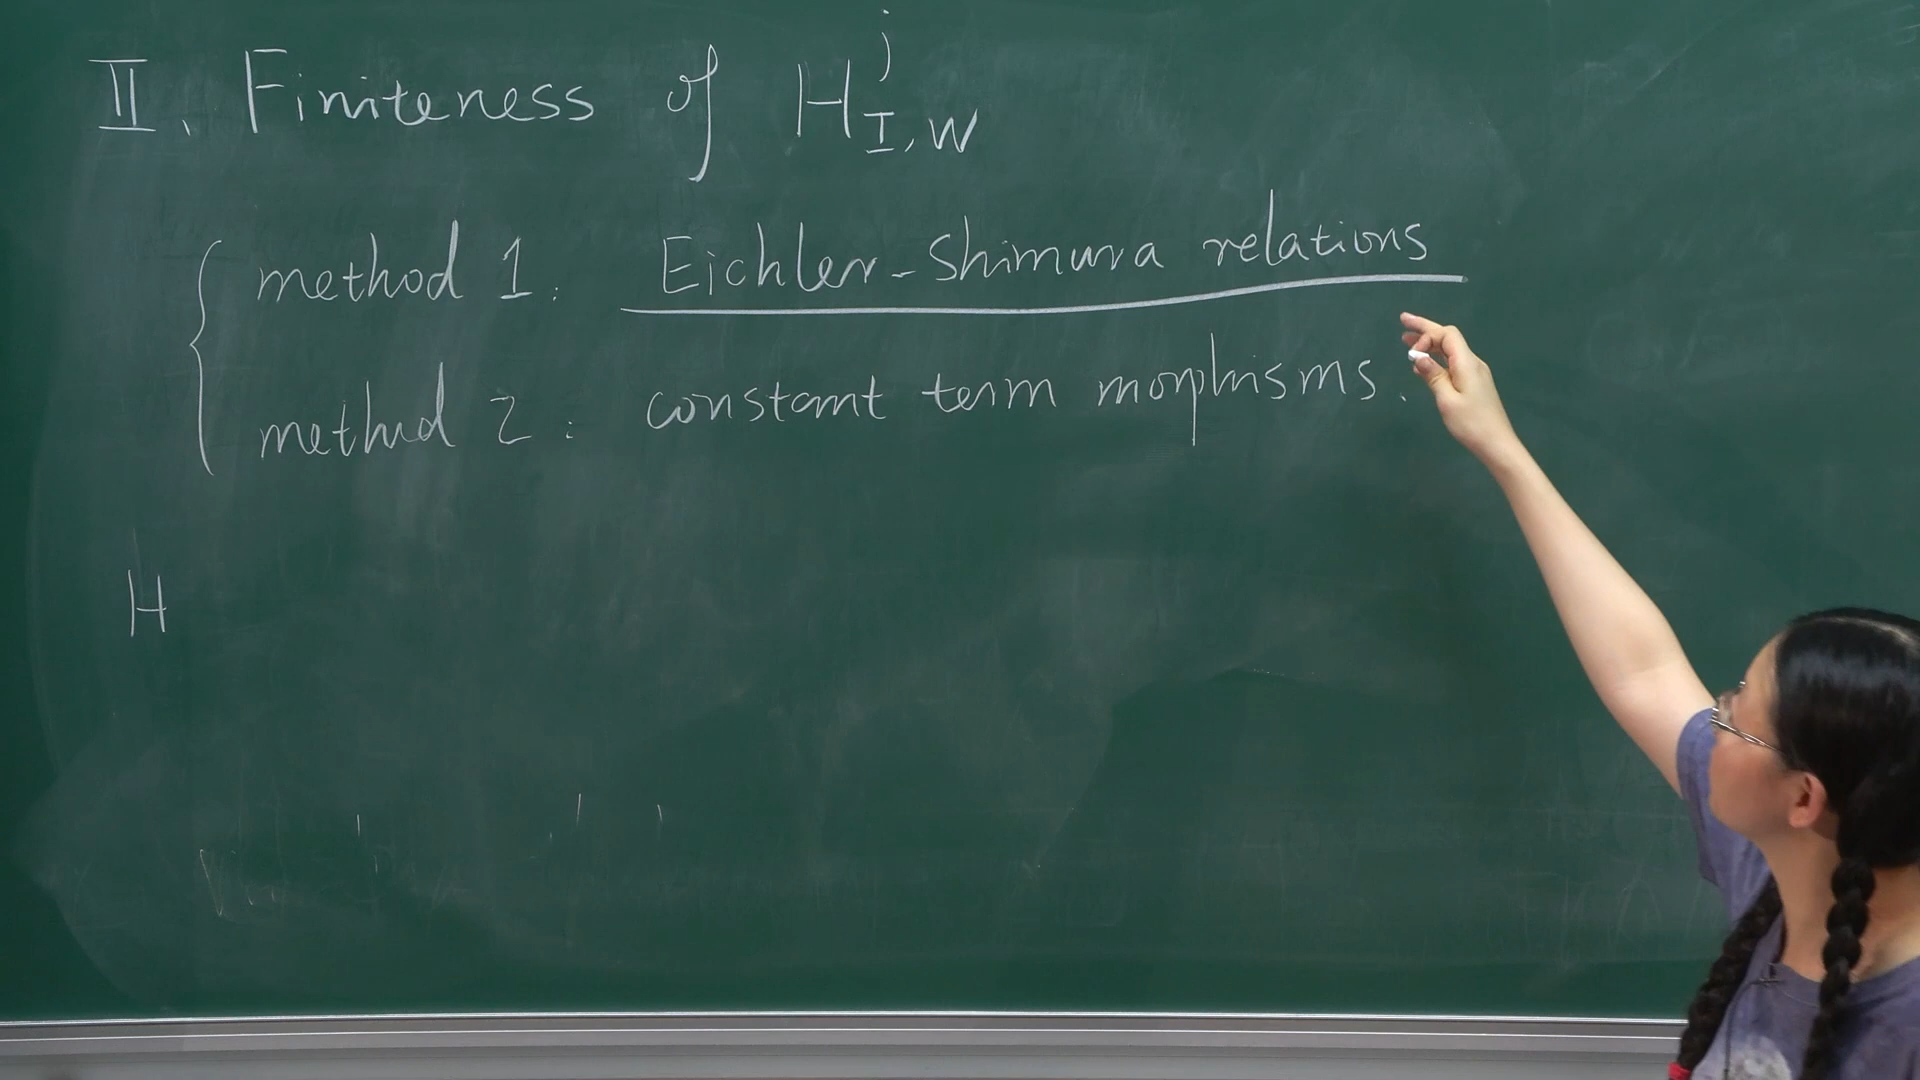 II. Finiteness of H^j_{I,W}
method 1: Eichler-Shimura relations
method 2: constant term morphisms.
H